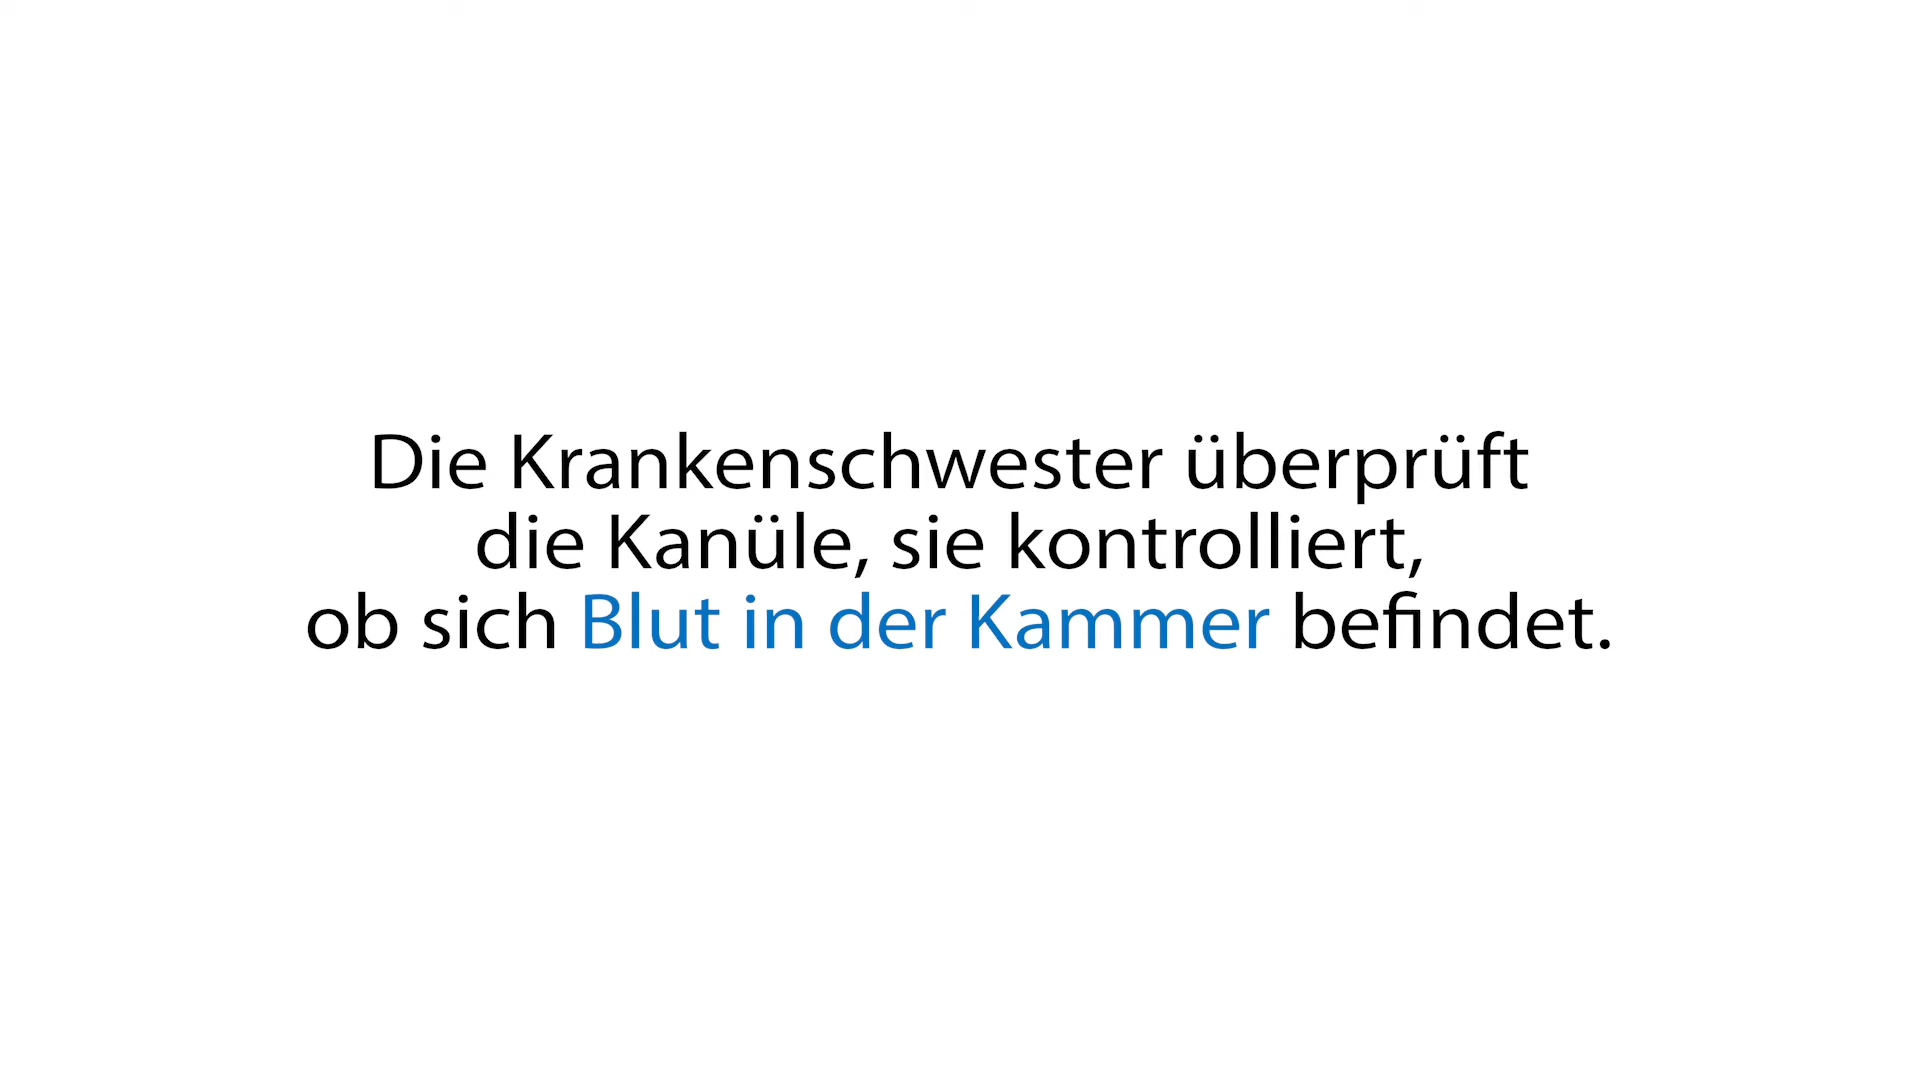 Die Krankenschwester überprüft
die Kanüle, sie kontrolliert,
ob sich Blut in der Kammer befindet.